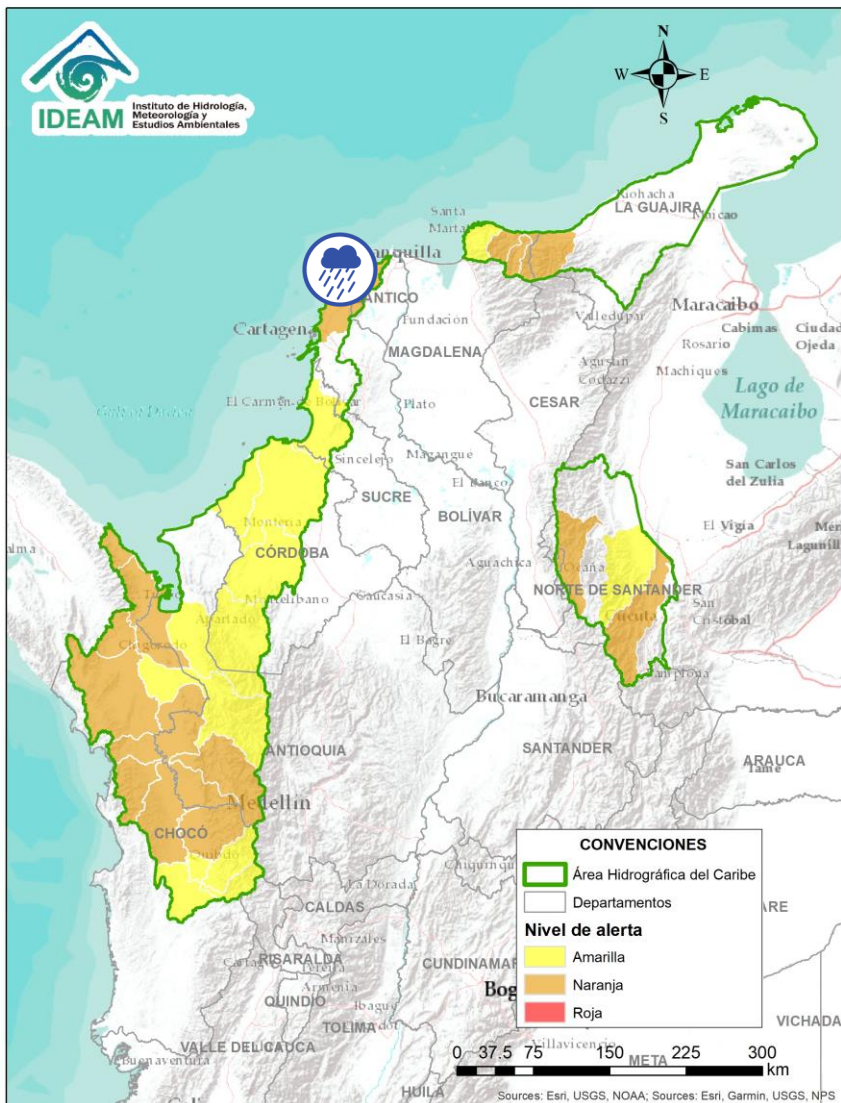 IDEAM
Instituto de Hidrología,
Meteorología y
Estudios Ambientales
N
W E
S
Riohacha
LA GUAJIRA
Maicao
Santa
Marta
Cartagena
Fundación
MAGDALENA
Valledupar
Maracaibo
Cabimas
Ciudad
Ojeda
Rosario
Machiques
Agustín
Codazzi
CESAR
Lago de
Maracaibo
El Carmen de Bolívar
Plato
Sincelejo
Magangué
SUCRE
El Banco
BOLÍVAR
San Carlos
del Zulia
El Vigía
Montería
CÓRDOBA
Aguachica
Ocaña
NORTE DE SANTANDER
Cúcuta
San
Cristóbal
Montelibano
Caucasia
Apartadó
El Bagre
Chigorodó
Bucaramanga
ANTIOQUIA
SANTANDER
ARAUCA
Tame
Medellín
CHOCÓ
Quibdó
La Dorada
CALDAS
Manizales
RISARALDA
Pereira
Armenia
QUINDÍO
Ibagué
TOLIMA
VALLE DEL CAUCA
Buenaventura
HUILA
Villavicencio
META
VICHADA
CONVENCIONES
Área Hidrográfica del Caribe
Departamentos
Nivel de alerta
Amarilla
Naranja
Roja
0 37.5 75 150 225 300
km
Sources: Esri, USGS, NOAA; Sources: Esri, Garmin, USGS, NPS